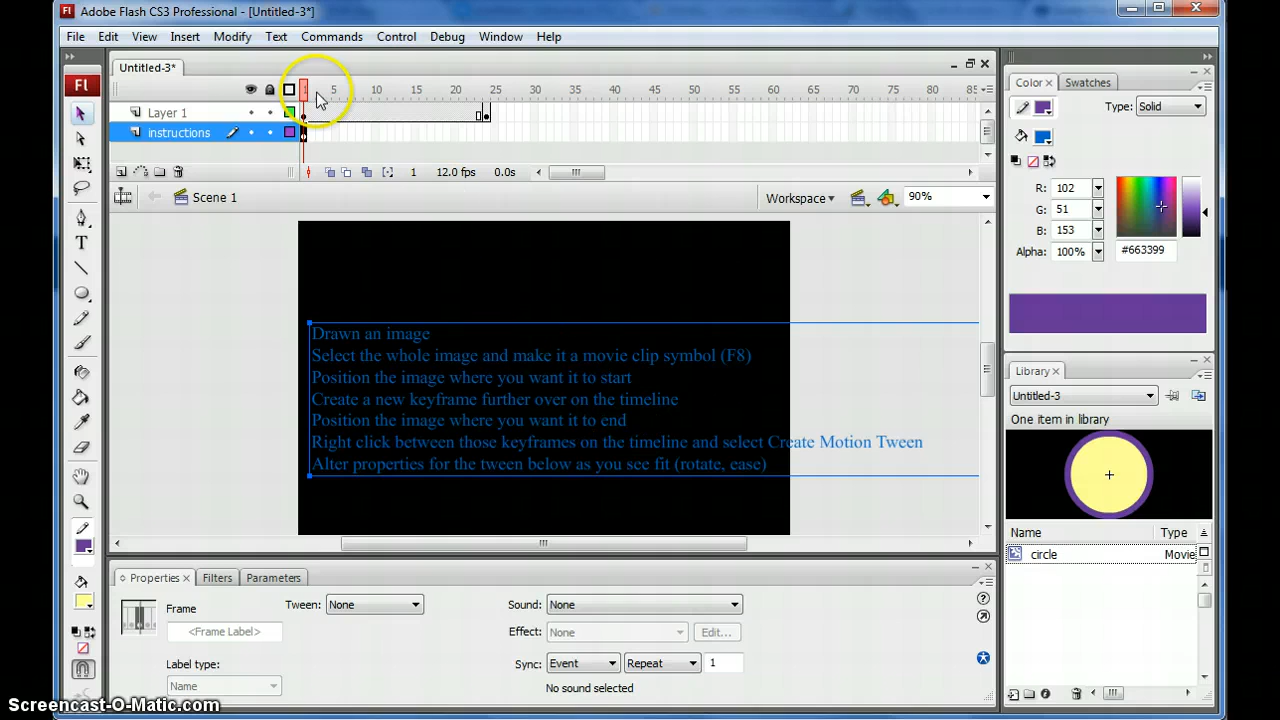 Adobe Flash CS3 Professional - [Untitled-3*]
File Edit View Insert Modify Text Commands Control Debug Window Help
Untitled-3*
1 5 10 15 20 25 30 35 40 45 50 55 60 65 70 75 80 85
Layer 1
instructions
1 12.0 fps 0.0s
Scene 1
Workspace
90%
Drawn an image
Select the whole image and make it a movie clip symbol (F8)
Position the image where you want it to start
Create a new keyframe further over on the timeline
Position the image where you want it to end
Right click between those keyframes on the timeline and select Create Motion Tween
Alter properties for the tween below as you see fit (rotate, ease)
Properties Filters Parameters
Frame
<Frame Label>
Label type:
Name
Tween: None
Sound: None
Effect: None Edit...
Sync: Event Repeat 1
No sound selected
Color Swatches
Type: Solid
R: 102
G: 51
B: 153
Alpha: 100%
#663399
Library
Untitled-3
One item in library
Name Type
circle Movie
Fl
Fl
Screencast-O-Matic.com